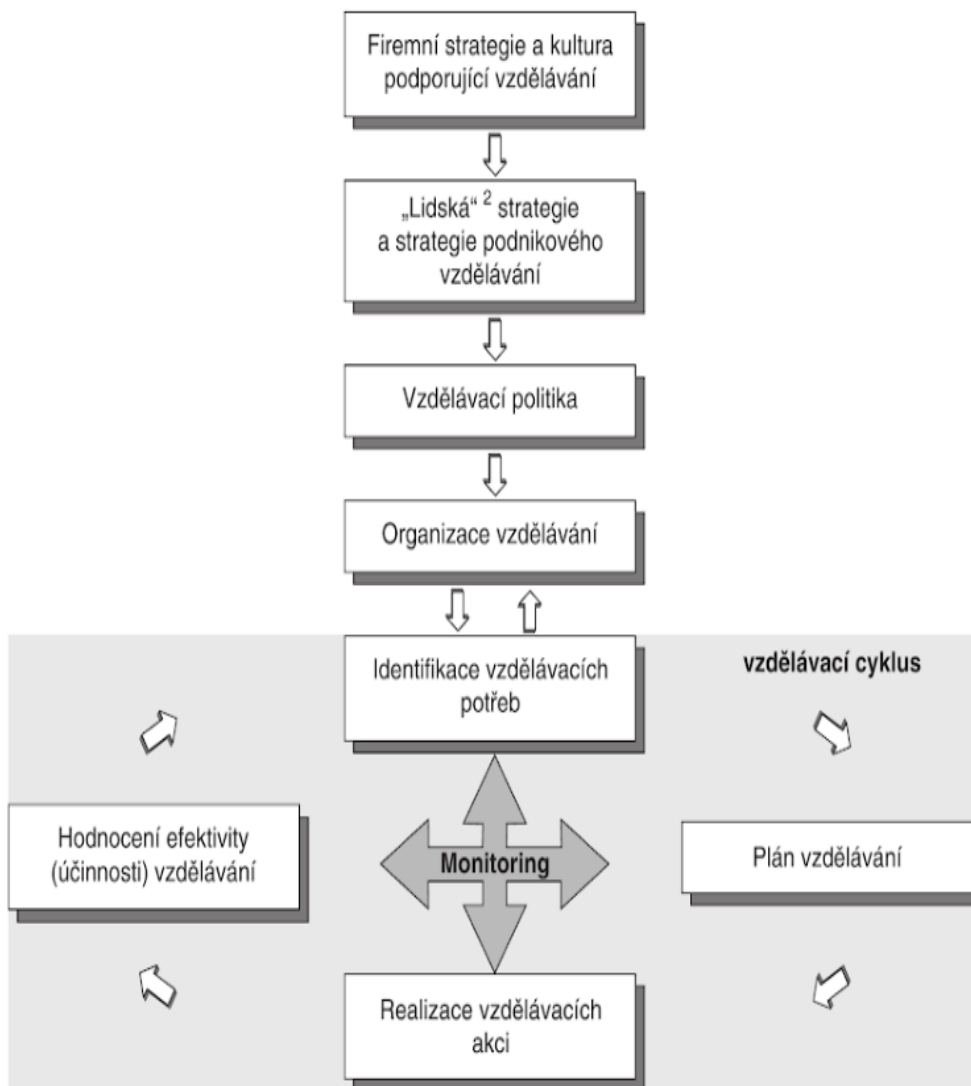 Firemní strategie a kultura
podporující vzdělávání
„Lidská“ 2 strategie
a strategie podnikového
vzdělávání
Vzdělávací politika
Organizace vzdělávání
Identifikace vzdělávacích
potřeb
vzdělávací cyklus
Hodnocení efektivity
(účinnosti) vzdělávání
Monitoring
Plán vzdělávání
Realizace vzdělávacích
akci